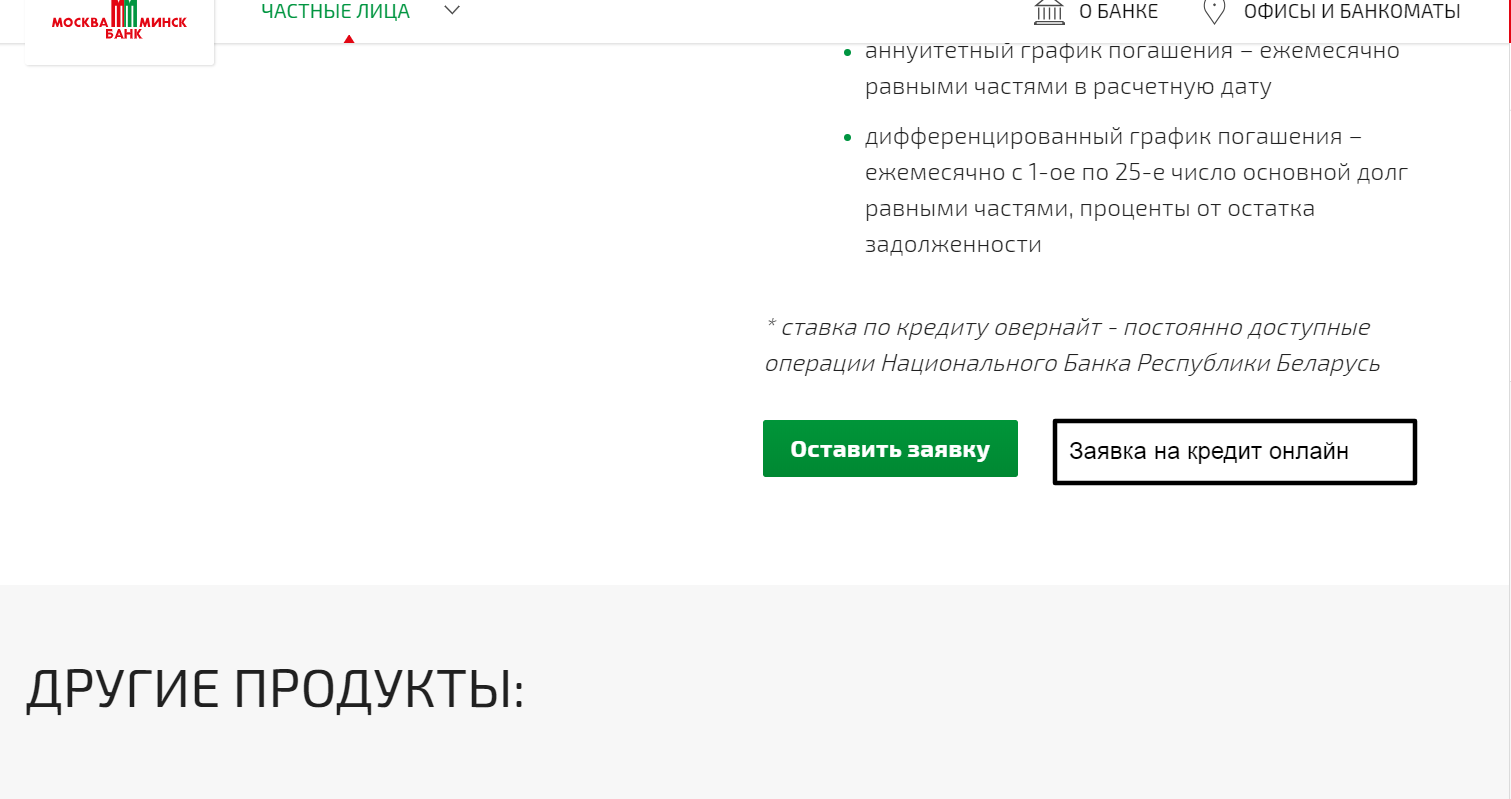 МОСКВА МИНСК
БАНК
ЧАСТНЫЕ ЛИЦА
О БАНКЕ
ОФИСЫ И БАНКОМАТЫ
аннуитетный график погашения – ежемесячно
равными частями в расчетную дату
дифференцированный график погашения –
ежемесячно с 1-ое по 25-е число основной долг
равными частями, проценты от остатка
задолженности
* ставка по кредиту овернайт - постоянно доступные
операции Национального Банка Республики Беларусь
Оставить заявку
Заявка на кредит онлайн
ДРУГИЕ ПРОДУКТЫ: